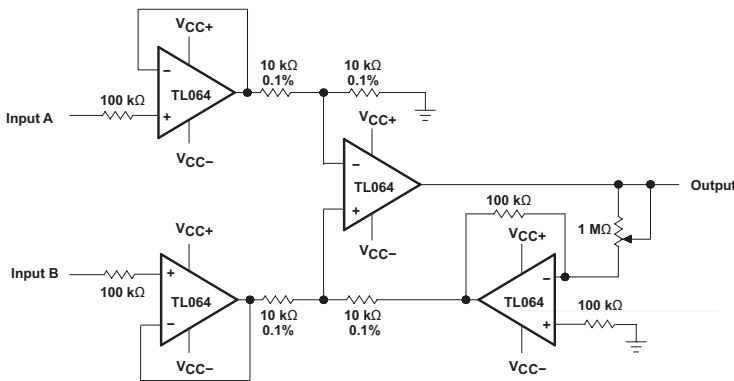 VCC+
10 kΩ
0.1%
10 kΩ
0.1%
−
TL064
+
100 kΩ
Input A
VCC−
VCC+
−
TL064
+
VCC−
Output
100 kΩ
1 MΩ
VCC+
VCC+
−
TL064
+
100 kΩ
VCC−
Input B
100 kΩ
+
TL064
−
10 kΩ
0.1%
10 kΩ
0.1%
VCC−